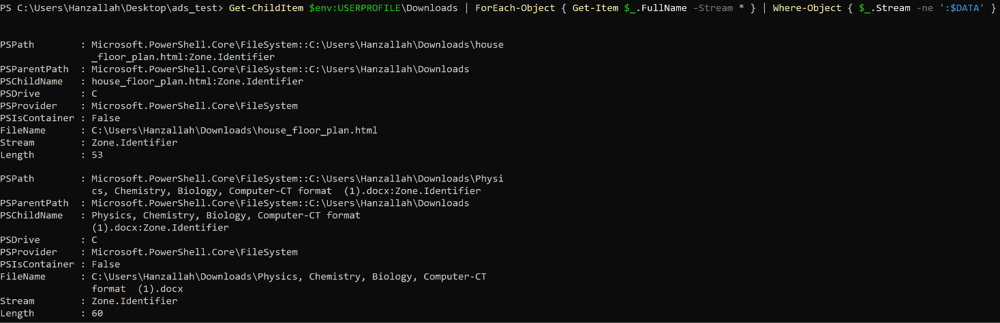 PS C:\Users\Hanzallah\Desktop\ads_test> Get-ChildItem $env:USERPROFILE\Downloads | ForEach-Object { Get-Item $_.FullName -Stream * } | Where-Object { $_.Stream -ne ':$DATA' }
PSPath        : Microsoft.PowerShell.Core\FileSystem::C:\Users\Hanzallah\Downloads\house
                _floor_plan.html:Zone.Identifier
PSParentPath  : Microsoft.PowerShell.Core\FileSystem::C:\Users\Hanzallah\Downloads
PSChildName   : house_floor_plan.html:Zone.Identifier
PSDrive       : C
PSProvider    : Microsoft.PowerShell.Core\FileSystem
PSIsContainer : False
FileName      : C:\Users\Hanzallah\Downloads\house_floor_plan.html
Stream        : Zone.Identifier
Length        : 53
PSPath        : Microsoft.PowerShell.Core\FileSystem::C:\Users\Hanzallah\Downloads\Physi
                cs, Chemistry, Biology, Computer-CT format  (1).docx:Zone.Identifier
PSParentPath  : Microsoft.PowerShell.Core\FileSystem::C:\Users\Hanzallah\Downloads
PSChildName   : Physics, Chemistry, Biology, Computer-CT format
                (1).docx:Zone.Identifier
PSDrive       : C
PSProvider    : Microsoft.PowerShell.Core\FileSystem
PSIsContainer : False
FileName      : C:\Users\Hanzallah\Downloads\Physics, Chemistry, Biology, Computer-CT
                format  (1).docx
Stream        : Zone.Identifier
Length        : 60